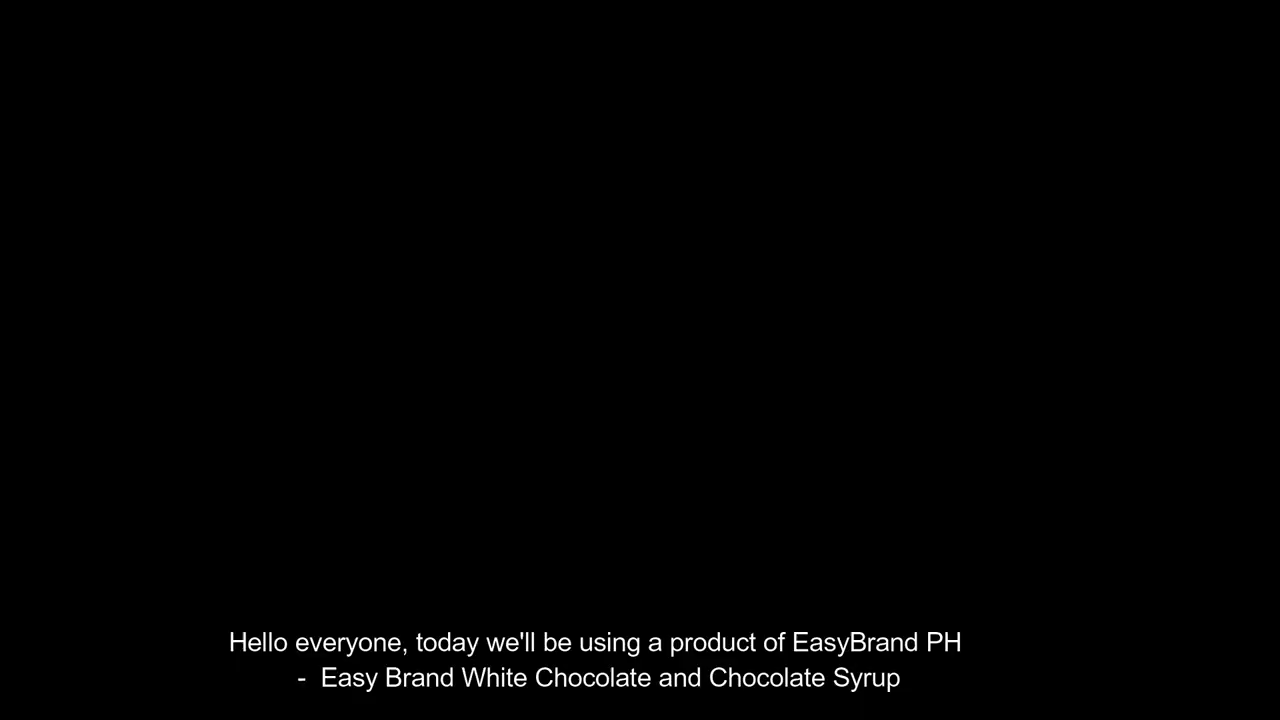 Hello everyone, today we'll be using a product of EasyBrand PH
- Easy Brand White Chocolate and Chocolate Syrup